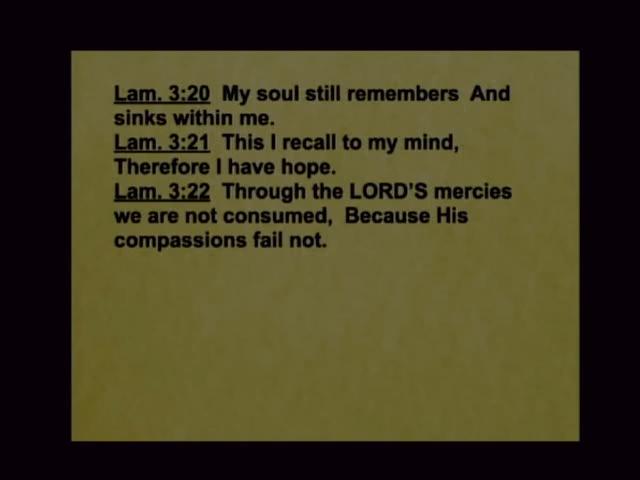 Lam. 3:20  My soul still remembers  And
sinks within me.
Lam. 3:21  This I recall to my mind,
Therefore I have hope.
Lam. 3:22  Through the LORD'S mercies
we are not consumed,  Because His
compassions fail not.